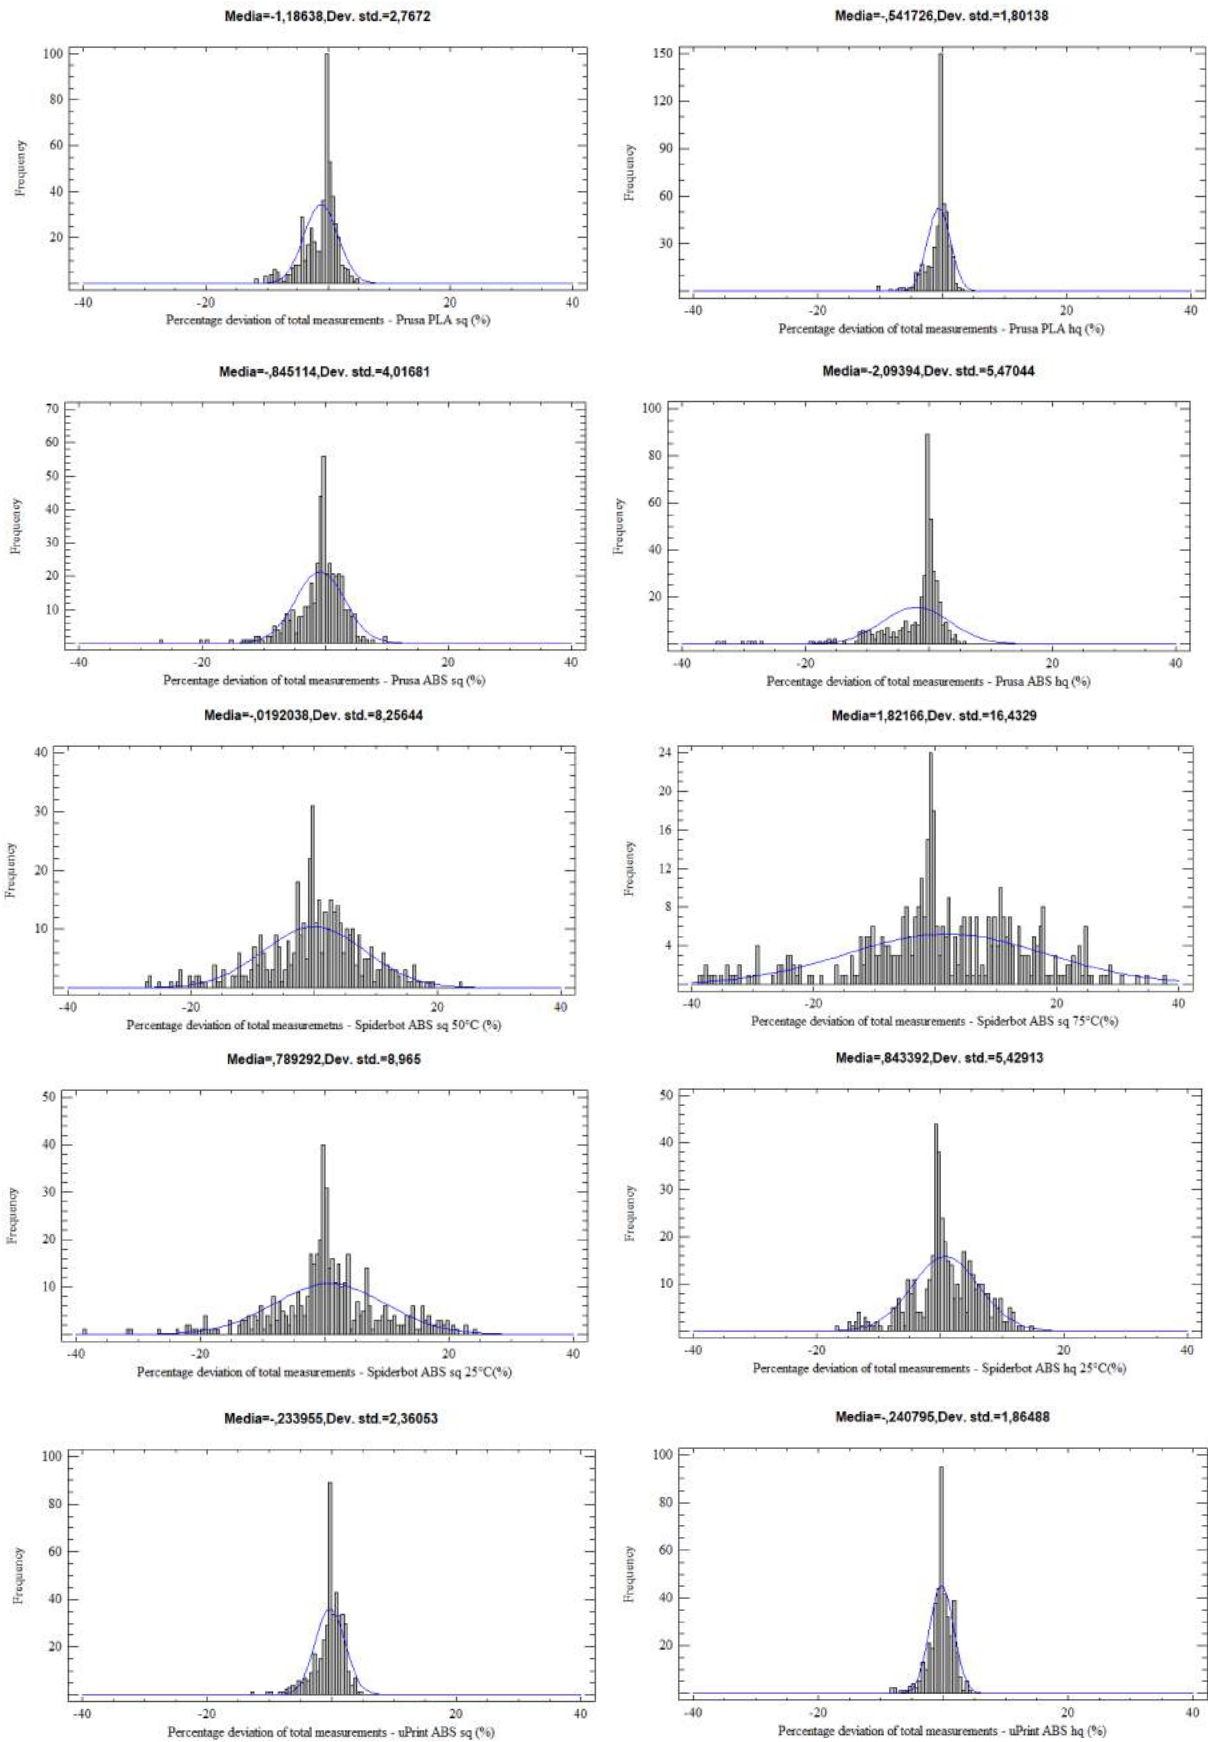 Media=-1,18638,Dev. std.=2,7672
100
80
60
40
20
Frequency
-40 -20 0 20 40
Percentage deviation of total measurements - Prusa PLA sq (%)
Media=-,541726,Dev. std.=1,80138
150
120
90
60
30
Frequency
-40 -20 0 20 40
Percentage deviation of total measurements - Prusa PLA hq (%)
Media=-,845114,Dev. std.=4,01681
70
60
50
40
30
20
10
Frequency
-40 -20 0 20 40
Percentage deviation of total measurements - Prusa ABS sq (%)
Media=-2,09394,Dev. std.=5,47044
100
80
60
40
20
Frequency
-40 -20 0 20 40
Percentage deviation of total measurements - Prusa ABS hq (%)
Media=-,0192038,Dev. std.=8,25644
40
30
20
10
Frequency
-40 -20 0 20 40
Percentage deviation of total measuremetns - Spiderbot ABS sq 50°C (%)
Media=1,82166,Dev. std.=16,4329
24
20
16
12
8
4
Frequency
-40 -20 0 20 40
Percentage deviation of total measurements - Spiderbot ABS sq 75°C(%)
Media=,789292,Dev. std.=8,965
50
40
30
20
10
Frequency
-40 -20 0 20 40
Percentage deviation of total measurements - Spiderbot ABS sq 25°C(%)
Media=,843392,Dev. std.=5,42913
50
40
30
20
10
Frequency
-40 -20 0 20 40
Percentage deviation of total measurements - Spiderbot ABS hq 25°C(%)
Media=-,233955,Dev. std.=2,36053
100
80
60
40
20
Frequency
-40 -20 0 20 40
Percentage deviation of total measurements - uPrint ABS sq (%)
Media=-,240795,Dev. std.=1,86488
100
80
60
40
20
Frequency
-40 -20 0 20 40
Percentage deviation of total measurements - uPrint ABS hq (%)